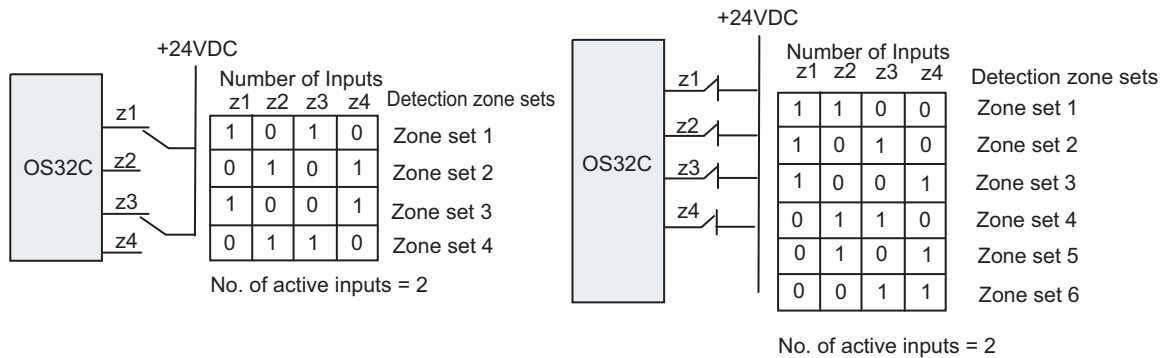 +24VDC
Number of Inputs
z1 z2 z3 z4 Detection zone sets
1 0 1 0 Zone set 1
0 1 0 1 Zone set 2
1 0 0 1 Zone set 3
0 1 1 0 Zone set 4
OS32C
z1
z2
z3
z4
No. of active inputs = 2
+24VDC
Number of Inputs
z1 z2 z3 z4 Detection zone sets
1 1 0 0 Zone set 1
1 0 1 0 Zone set 2
1 0 0 1 Zone set 3
0 1 1 0 Zone set 4
0 1 0 1 Zone set 5
0 0 1 1 Zone set 6
OS32C
z1
z2
z3
z4
No. of active inputs = 2